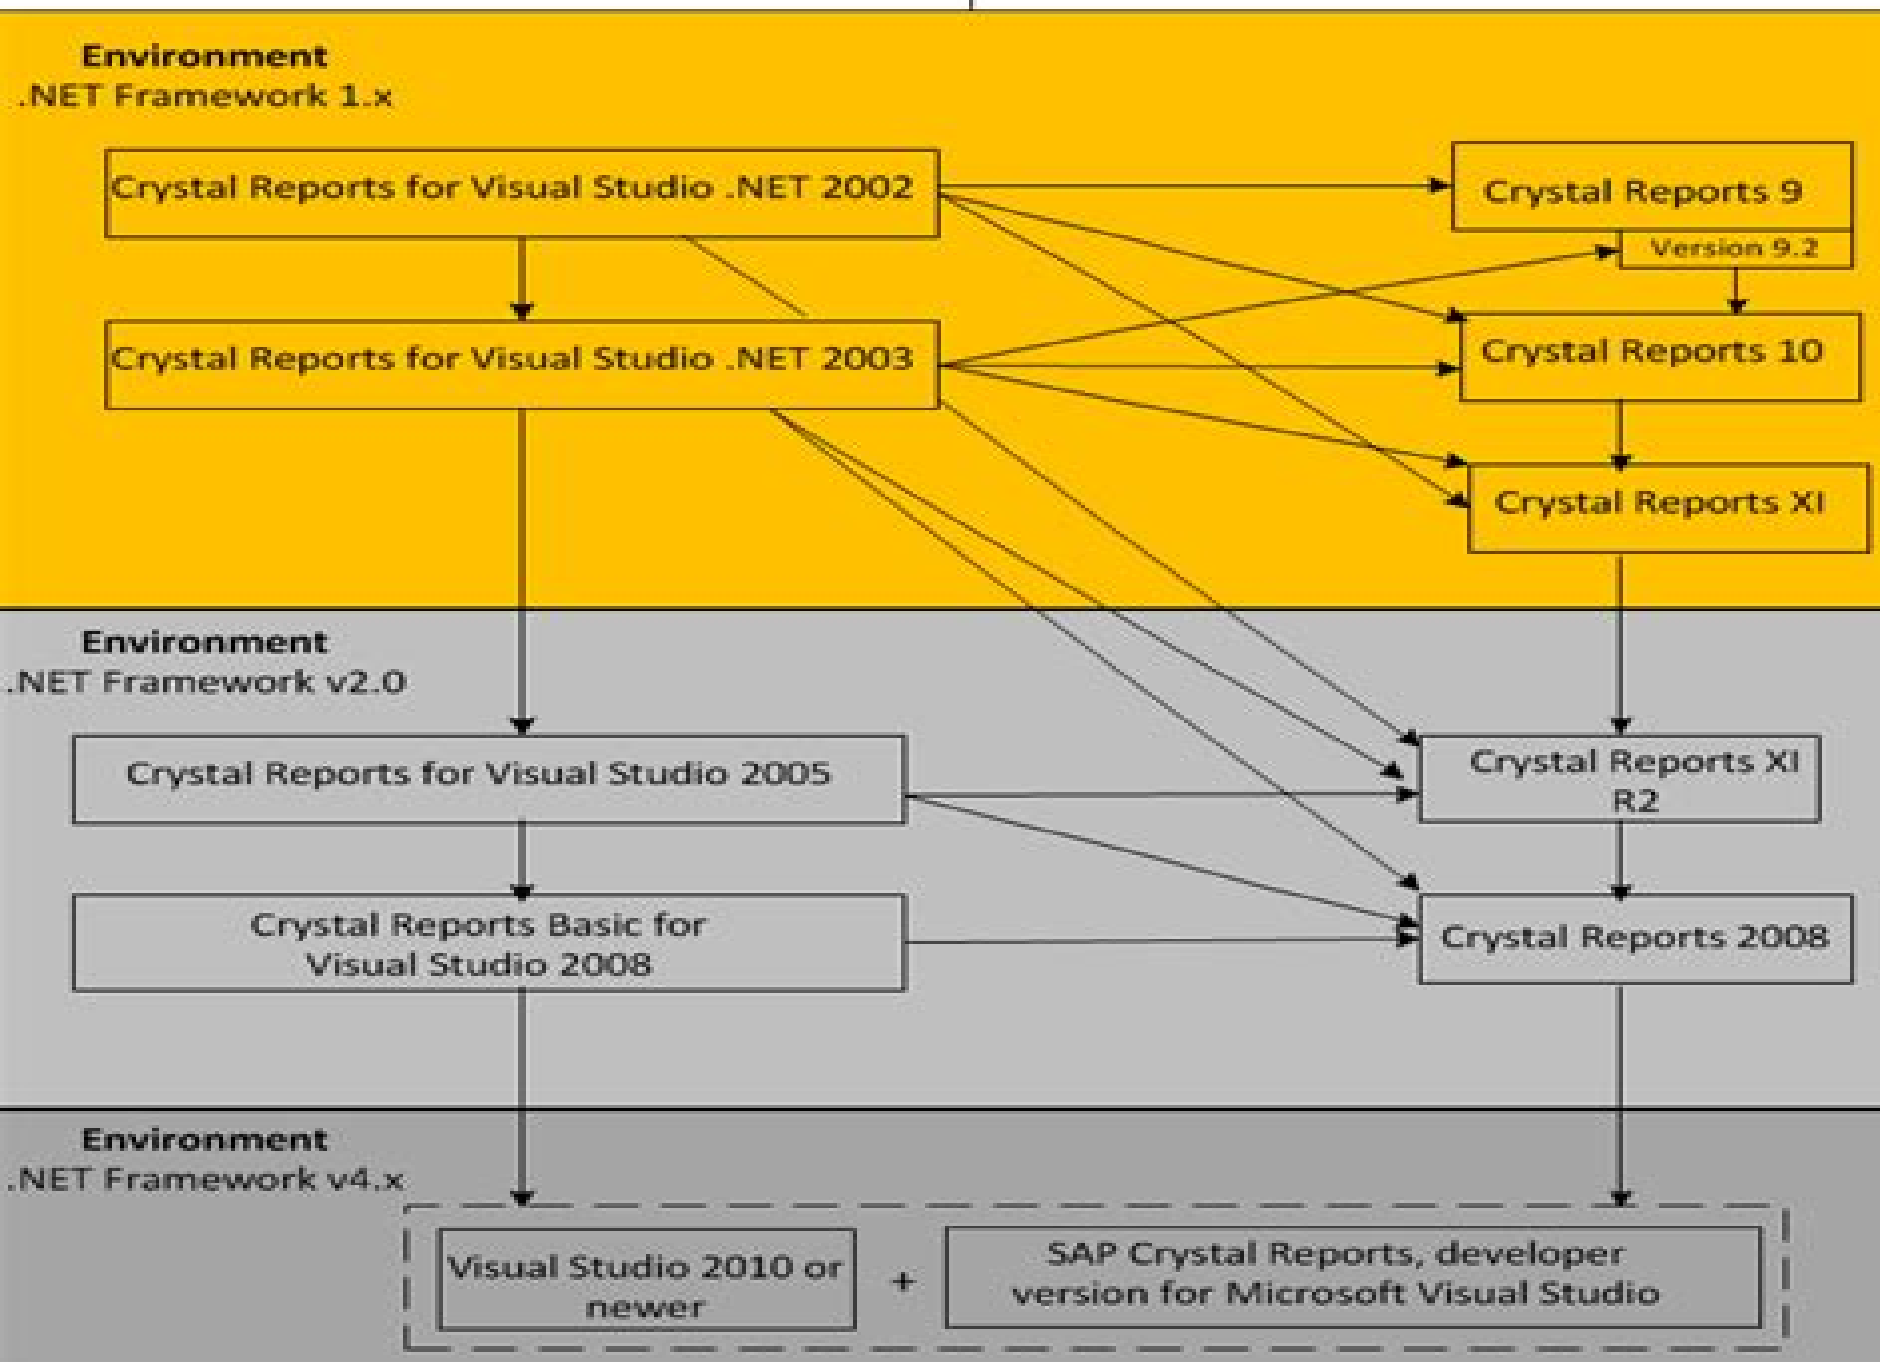 Environment
.NET Framework 1.x
Crystal Reports for Visual Studio .NET 2002
Crystal Reports 9
Version 9.2
Crystal Reports for Visual Studio .NET 2003
Crystal Reports 10
Crystal Reports XI
Environment
.NET Framework v2.0
Crystal Reports for Visual Studio 2005
Crystal Reports XI
R2
Crystal Reports Basic for
Visual Studio 2008
Crystal Reports 2008
Environment
.NET Framework v4.x
Visual Studio 2010 or
newer
+
SAP Crystal Reports, developer
version for Microsoft Visual Studio